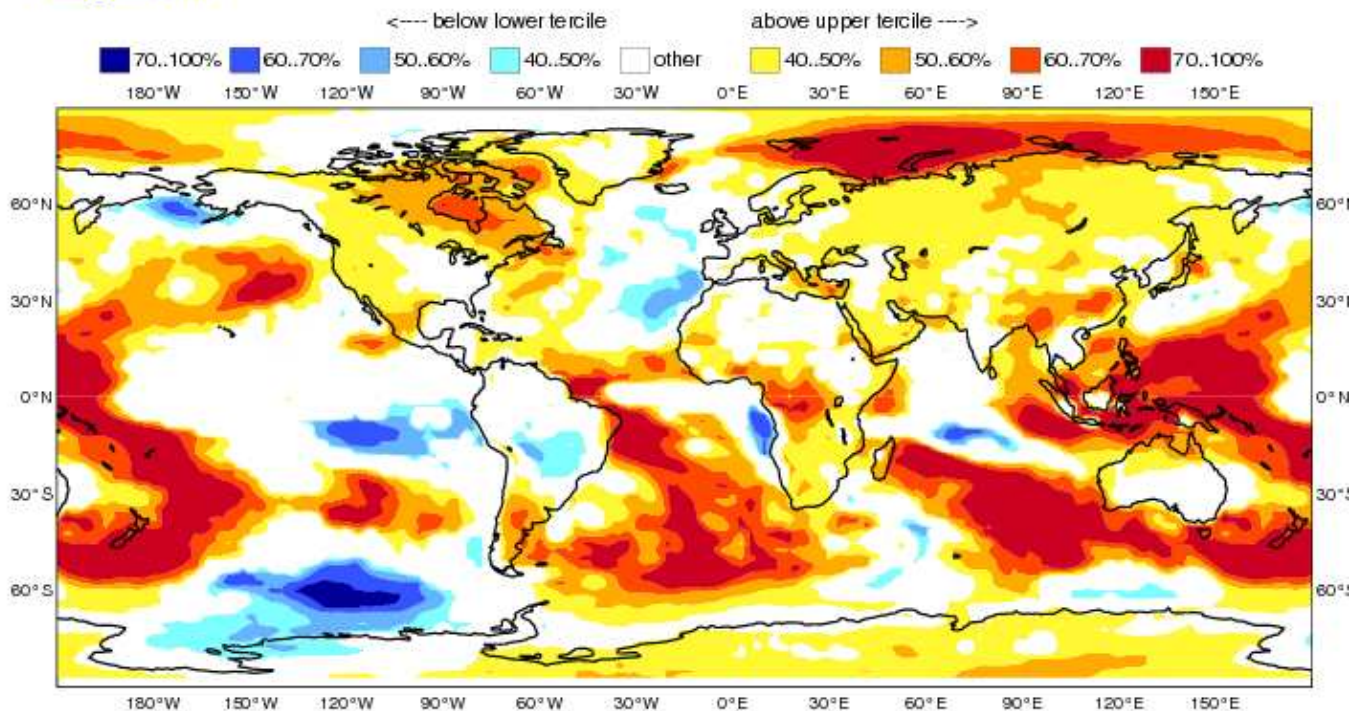 <---- below lower tercile above upper tercile ---->
70..100% 60..70% 50..60% 40..50% other 40..50% 50..60% 60..70% 70..100%
180°W 150°W 120°W 90°W 60°W 30°W 0°E 30°E 60°E 90°E 120°E 150°E
60°N 60°N
30°N 30°N
0°N 0°N
30°S 30°S
60°S 60°S
180°W 150°W 120°W 90°W 60°W 30°W 0°E 30°E 60°E 90°E 120°E 150°E